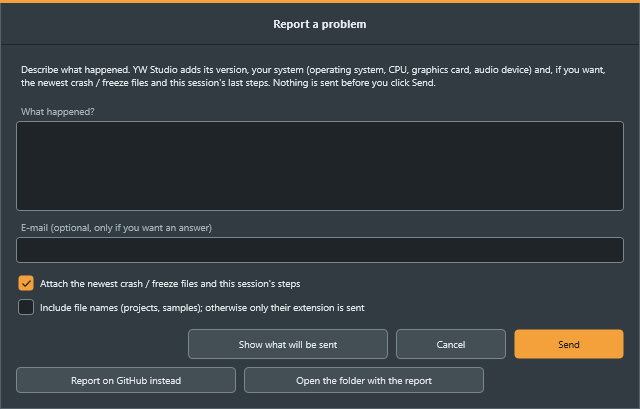 Report a problem
Describe what happened. YW Studio adds its version, your system (operating system, CPU, graphics card, audio device) and, if you want,
the newest crash / freeze files and this session's last steps. Nothing is sent before you click Send.
What happened?
E-mail (optional, only if you want an answer)
Attach the newest crash / freeze files and this session's steps
Include file names (projects, samples); otherwise only their extension is sent
Show what will be sent
Cancel
Send
Report on GitHub instead
Open the folder with the report